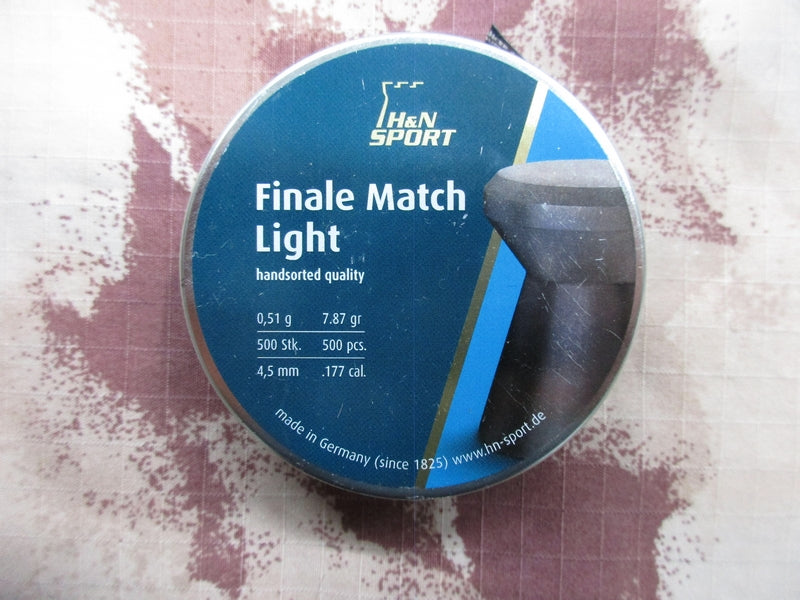 H&N
SPORT
Finale Match
Light
handsorted quality
0,51 g 7.87 gr
500 Stk. 500 pcs.
4,5 mm .177 cal.
made in Germany (since 1825) www.hn-sport.de